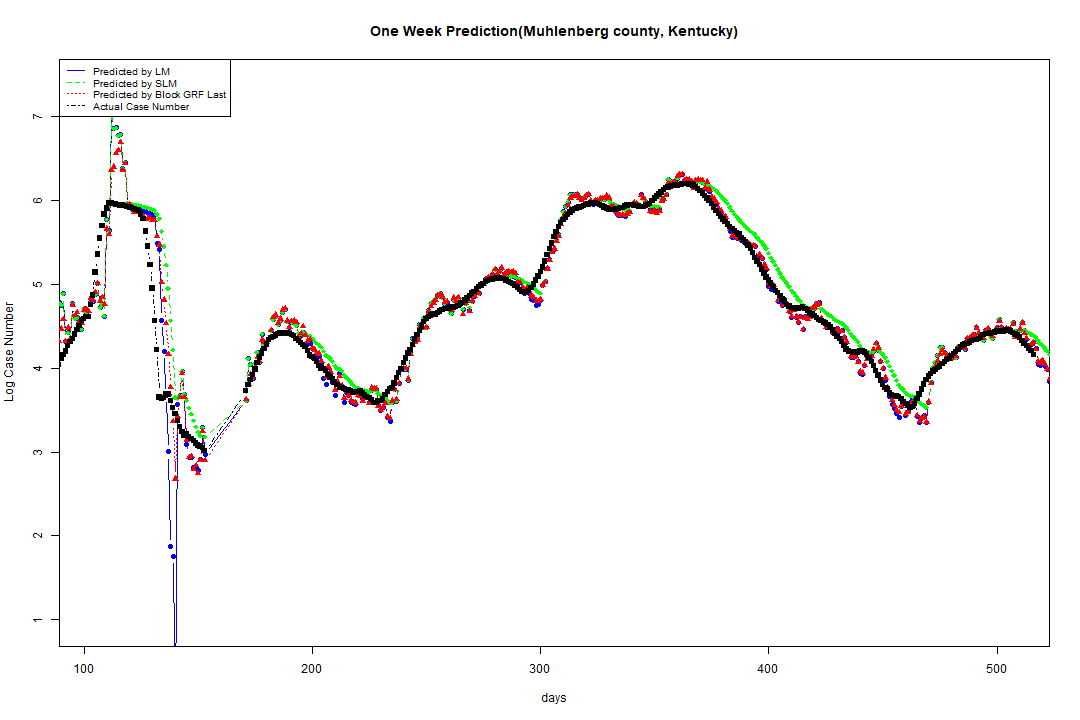 One Week Prediction(Muhlenberg county, Kentucky)
Predicted by LM
Predicted by SLM
Predicted by Block GRF Last
Actual Case Number
7
6
5
4
3
2
1
Log Case Number
100 200 300 400 500
days